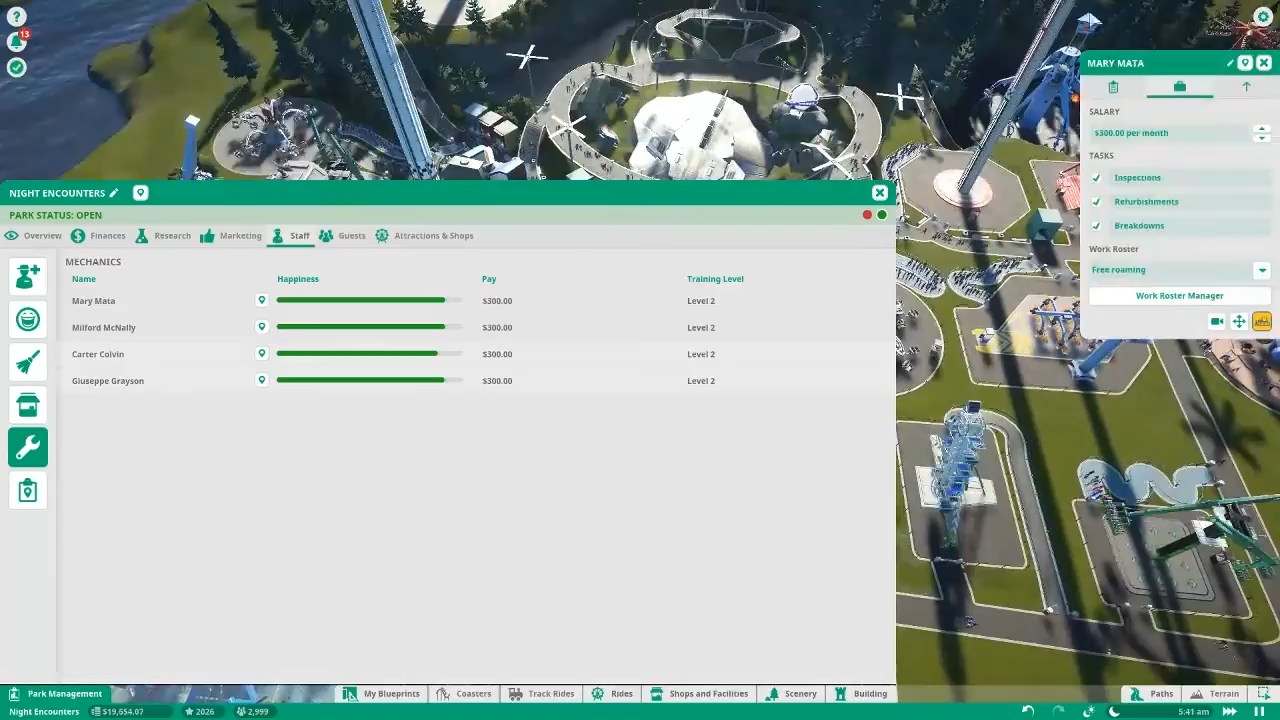 ?
13
MARY MATA
SALARY
$300.00 per month
TASKS
Inspections
Refurbishments
Breakdowns
Work Roster
Free roaming
Work Roster Manager
NIGHT ENCOUNTERS
PARK STATUS: OPEN
Overview Finances Research Marketing Staff Guests Attractions & Shops
MECHANICS
Name Happiness Pay Training Level
Mary Mata $300.00 Level 2
Milford McNally $300.00 Level 2
Carter Colvin $300.00 Level 2
Giuseppe Grayson $300.00 Level 2
Park Management My Blueprints Coasters Track Rides Rides Shops and Facilities Scenery Building Paths Terrain
Night Encounters $19,654.07 2026 2,999 5:41 am